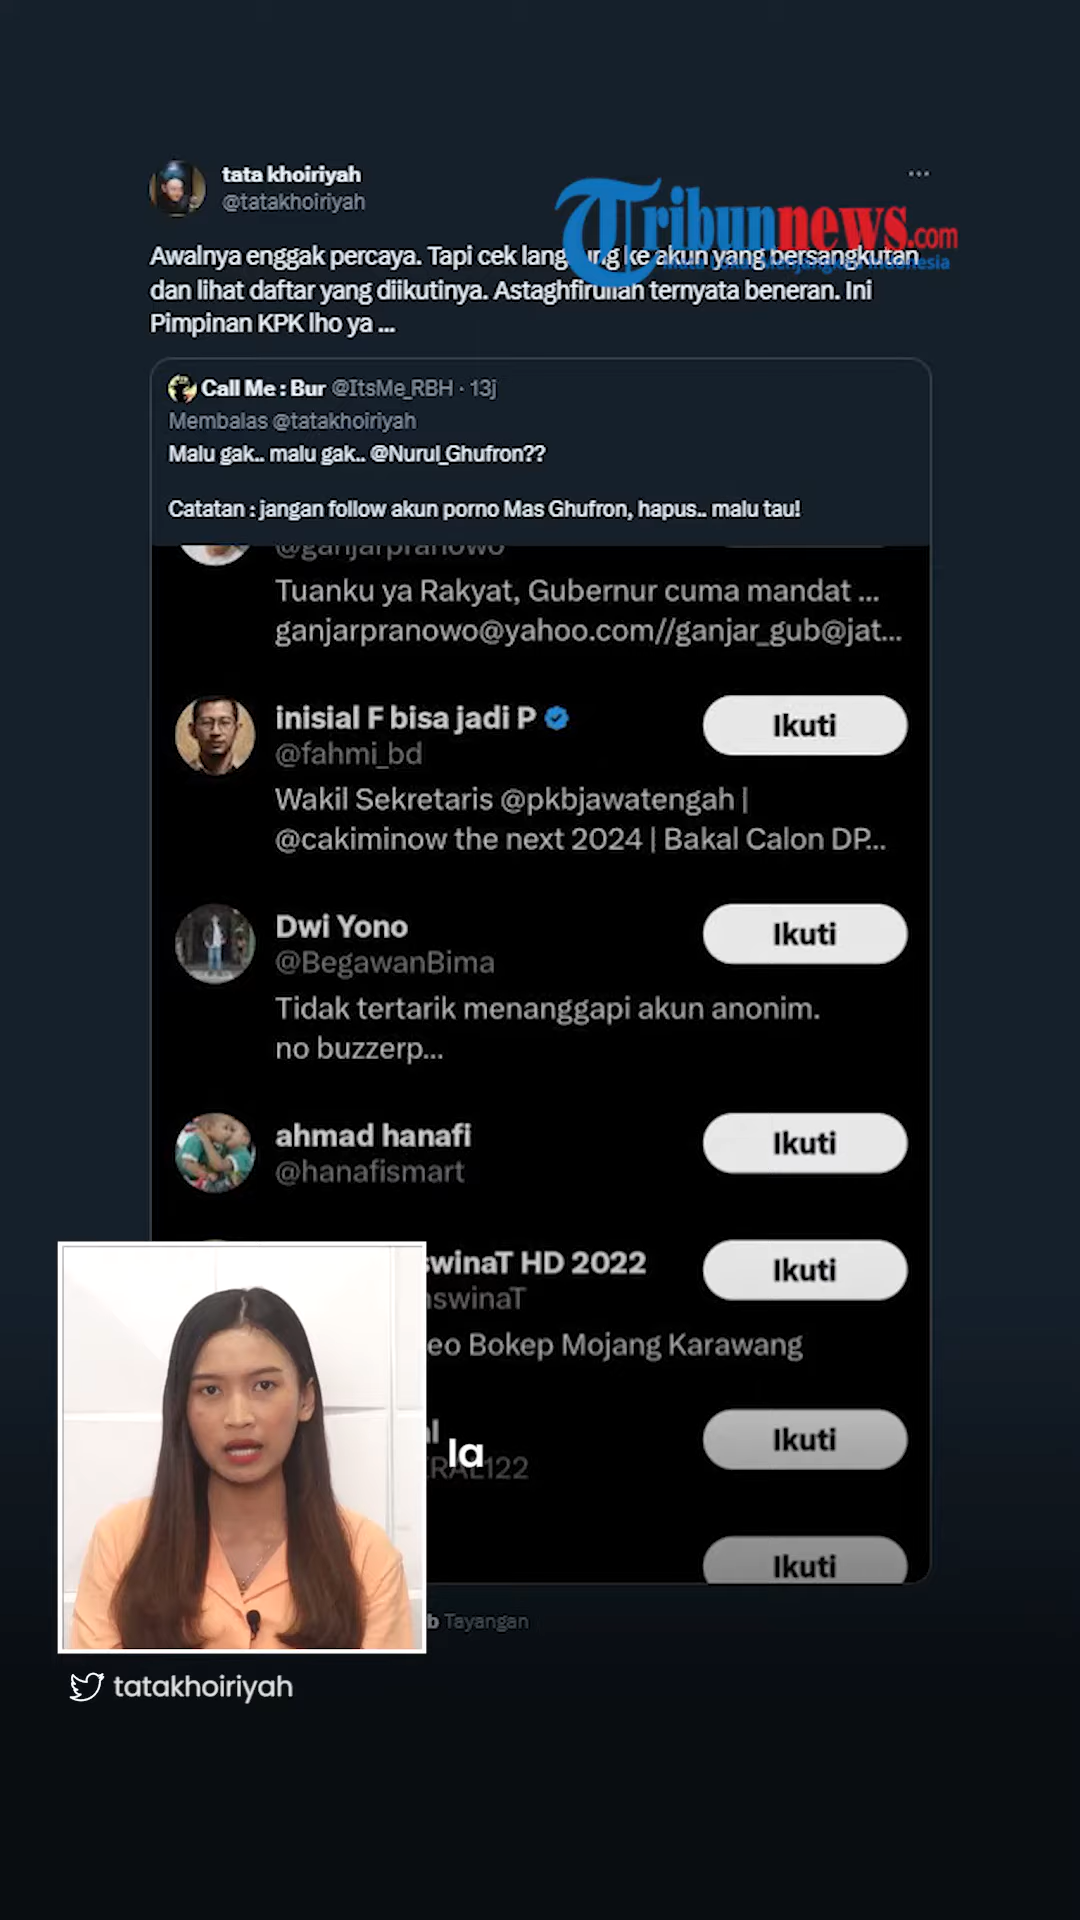 tata khoiriyah
@tatakhoiriyah
Tribunnews.com
Awalnya enggak percaya. Tapi cek langsung ke akun yang bersangkutan
dan lihat daftar yang diikutinya. Astaghfirullah ternyata beneran. Ini
Pimpinan KPK lho ya ...
Call Me : Bur @ItsMe_RBH · 13j
Membalas @tatakhoiriyah
Malu gak.. malu gak.. @Nurul_Ghufron??
Catatan : jangan follow akun porno Mas Ghufron, hapus.. malu tau!
@ganjarpranowo
Tuanku ya Rakyat, Gubernur cuma mandat ...
ganjarpranowo@yahoo.com//ganjar_gub@jat...
inisial F bisa jadi P
@fahmi_bd
Ikuti
Wakil Sekretaris @pkbjawatengah |
@cakiminow the next 2024 | Bakal Calon DP...
Dwi Yono
@BegawanBima
Ikuti
Tidak tertarik menanggapi akun anonim.
no buzzerp...
ahmad hanafi
@hanafismart
Ikuti
swinaT HD 2022
nswinaT
Ikuti
eo Bokep Mojang Karawang
al
ERAL122
Ikuti
la
Ikuti
b Tayangan
tatakhoiriyah